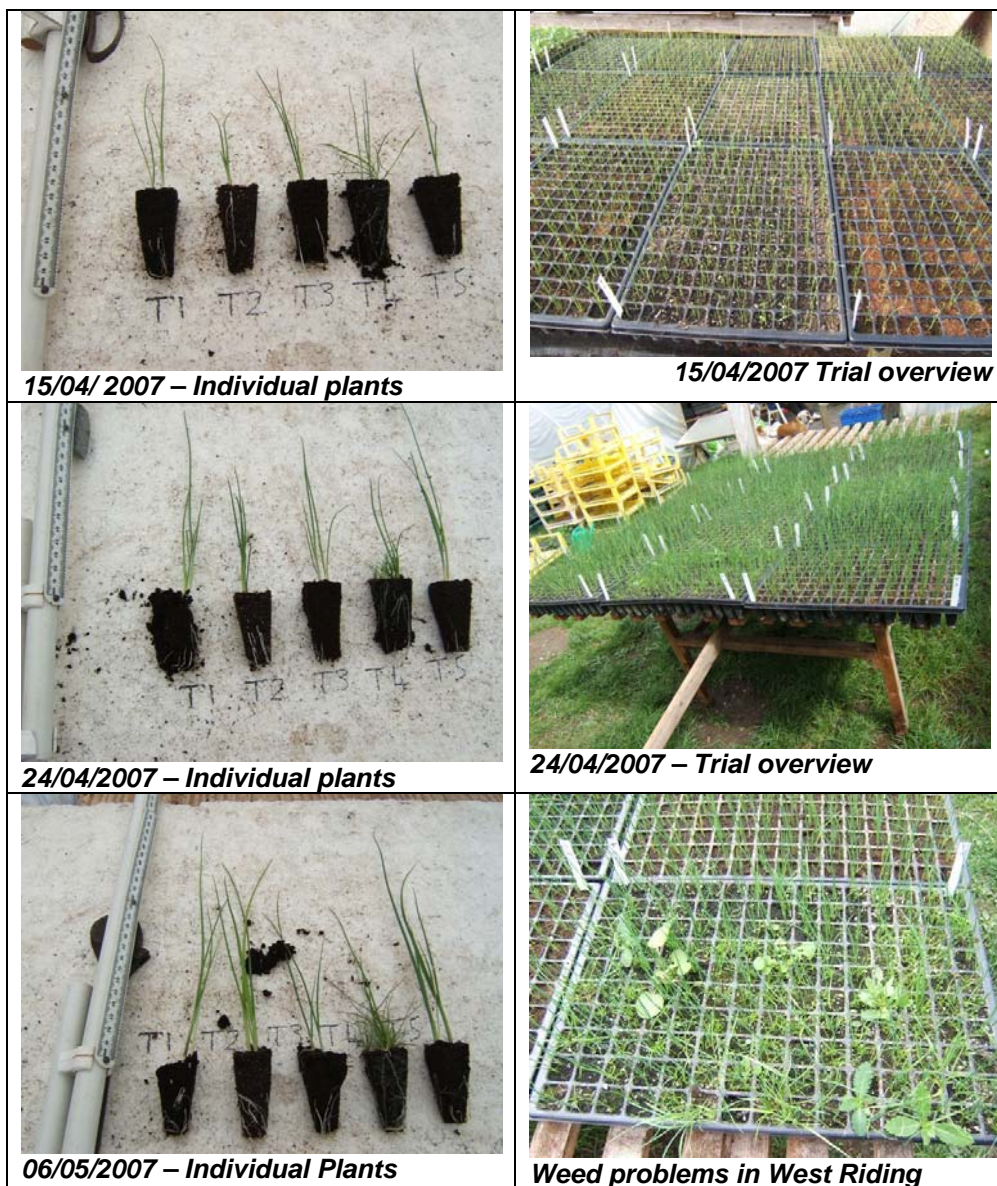 T1 T2 T3 T4 T5
15/04/ 2007 – Individual plants
15/04/2007 Trial overview
T1 T2 T3 T4 T5
24/04/2007 – Individual plants
24/04/2007 – Trial overview
T1 T2 T3 T4 T5
06/05/2007 – Individual Plants
Weed problems in West Riding